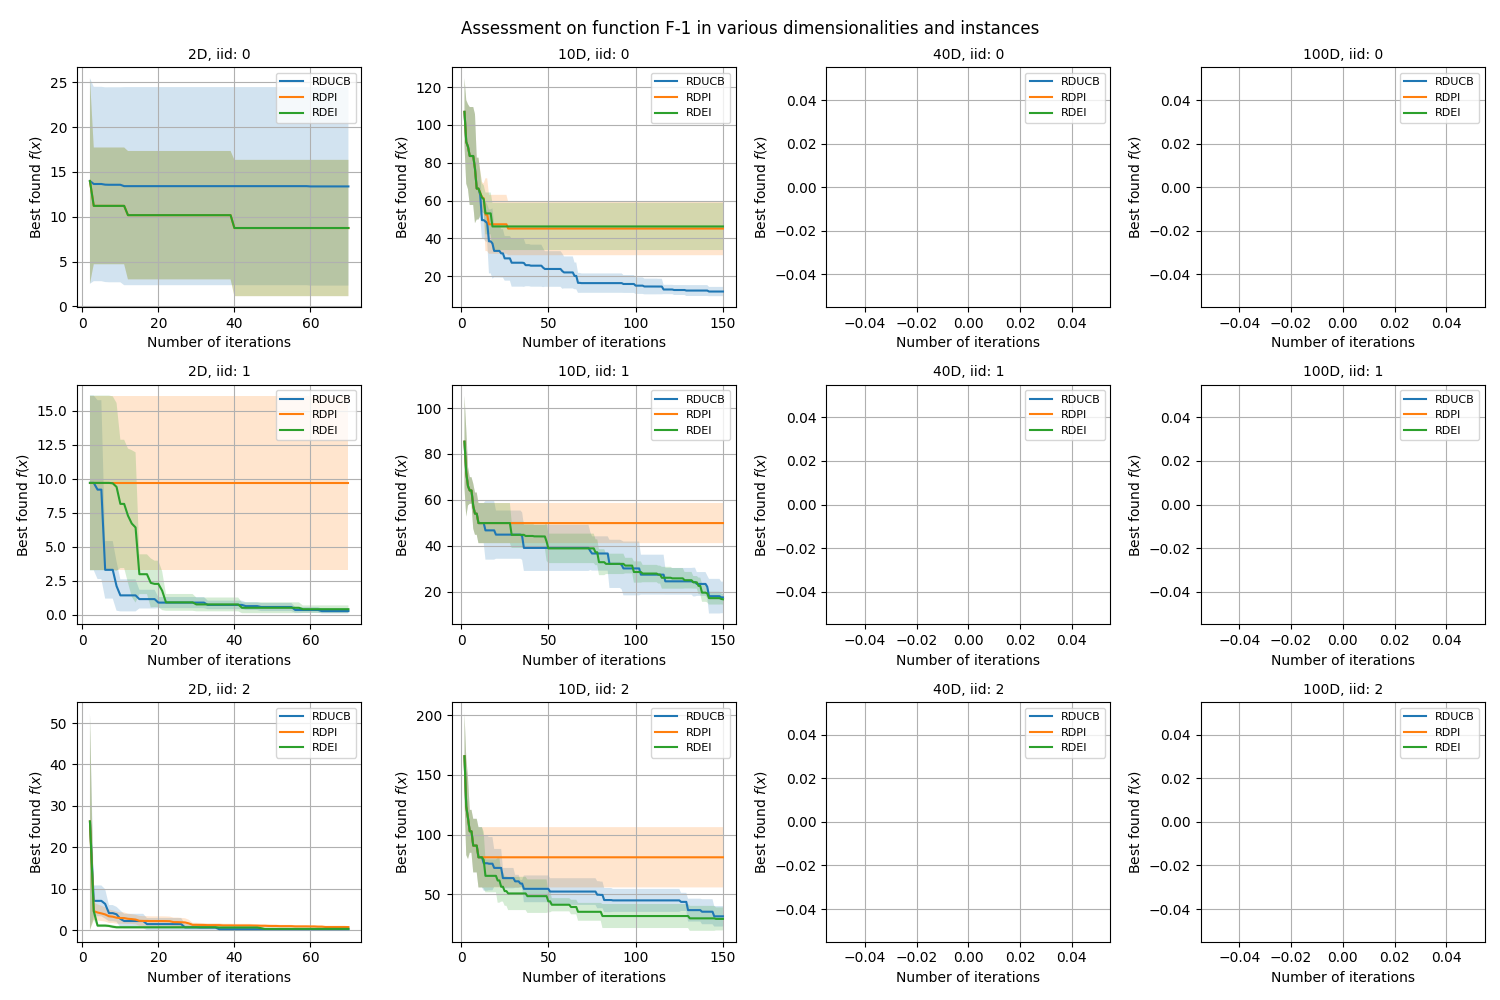 Assessment on function F-1 in various dimensionalities and instances
2D, iid: 0
Best found f(x)
25
20
15
10
5
0
RDUCB
RDPI
RDEI
0 20 40 60
Number of iterations
10D, iid: 0
Best found f(x)
120
100
80
60
40
20
RDUCB
RDPI
RDEI
0 50 100 150
Number of iterations
40D, iid: 0
Best found f(x)
0.04
0.02
0.00
−0.02
−0.04
RDUCB
RDPI
RDEI
−0.04 −0.02 0.00 0.02 0.04
Number of iterations
100D, iid: 0
Best found f(x)
0.04
0.02
0.00
−0.02
−0.04
RDUCB
RDPI
RDEI
−0.04 −0.02 0.00 0.02 0.04
Number of iterations
2D, iid: 1
Best found f(x)
15.0
12.5
10.0
7.5
5.0
2.5
0.0
RDUCB
RDPI
RDEI
0 20 40 60
Number of iterations
10D, iid: 1
Best found f(x)
100
80
60
40
20
RDUCB
RDPI
RDEI
0 50 100 150
Number of iterations
40D, iid: 1
Best found f(x)
0.04
0.02
0.00
−0.02
−0.04
RDUCB
RDPI
RDEI
−0.04 −0.02 0.00 0.02 0.04
Number of iterations
100D, iid: 1
Best found f(x)
0.04
0.02
0.00
−0.02
−0.04
RDUCB
RDPI
RDEI
−0.04 −0.02 0.00 0.02 0.04
Number of iterations
2D, iid: 2
Best found f(x)
50
40
30
20
10
0
RDUCB
RDPI
RDEI
0 20 40 60
Number of iterations
10D, iid: 2
Best found f(x)
200
150
100
50
RDUCB
RDPI
RDEI
0 50 100 150
Number of iterations
40D, iid: 2
Best found f(x)
0.04
0.02
0.00
−0.02
−0.04
RDUCB
RDPI
RDEI
−0.04 −0.02 0.00 0.02 0.04
Number of iterations
100D, iid: 2
Best found f(x)
0.04
0.02
0.00
−0.02
−0.04
RDUCB
RDPI
RDEI
−0.04 −0.02 0.00 0.02 0.04
Number of iterations